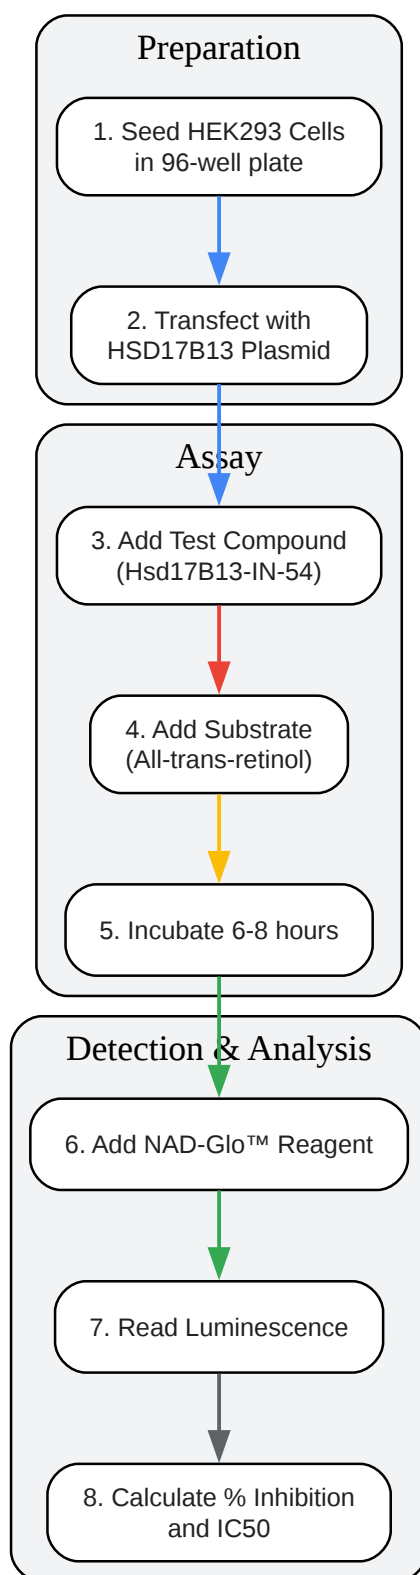 Preparation
1. Seed HEK293 Cells
in 96-well plate
2. Transfect with
HSD17B13 Plasmid
Assay
3. Add Test Compound
(Hsd17B13-IN-54)
4. Add Substrate
(All-trans-retinol)
5. Incubate 6-8 hours
Detection & Analysis
6. Add NAD-Glo™ Reagent
7. Read Luminescence
8. Calculate % Inhibition
and IC50